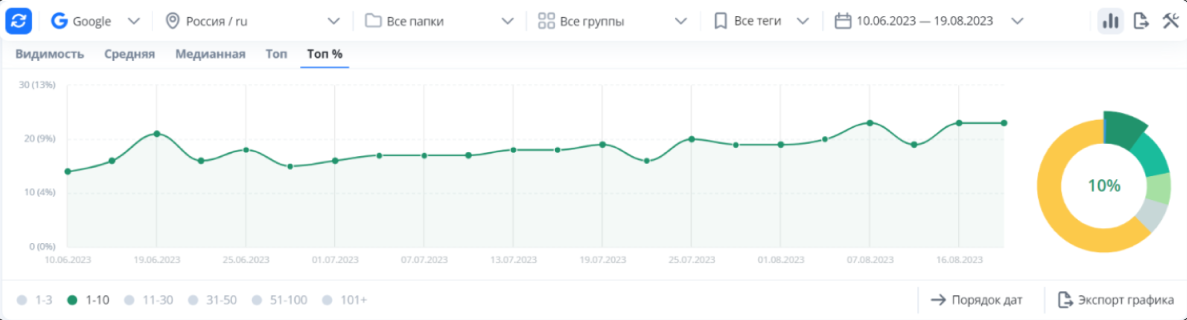 Google Россия / ru Все папки Все группы Все теги 10.06.2023 — 19.08.2023
Видимость Средняя Медианная Топ Топ %
30 (13%)
20 (9%)
10 (4%)
0 (0%)
10.06.2023 19.06.2023 25.06.2023 01.07.2023 07.07.2023 13.07.2023 19.07.2023 25.07.2023 01.08.2023 07.08.2023 16.08.2023
10%
1-3 1-10 11-30 31-50 51-100 101+ Порядок дат Экспорт графика